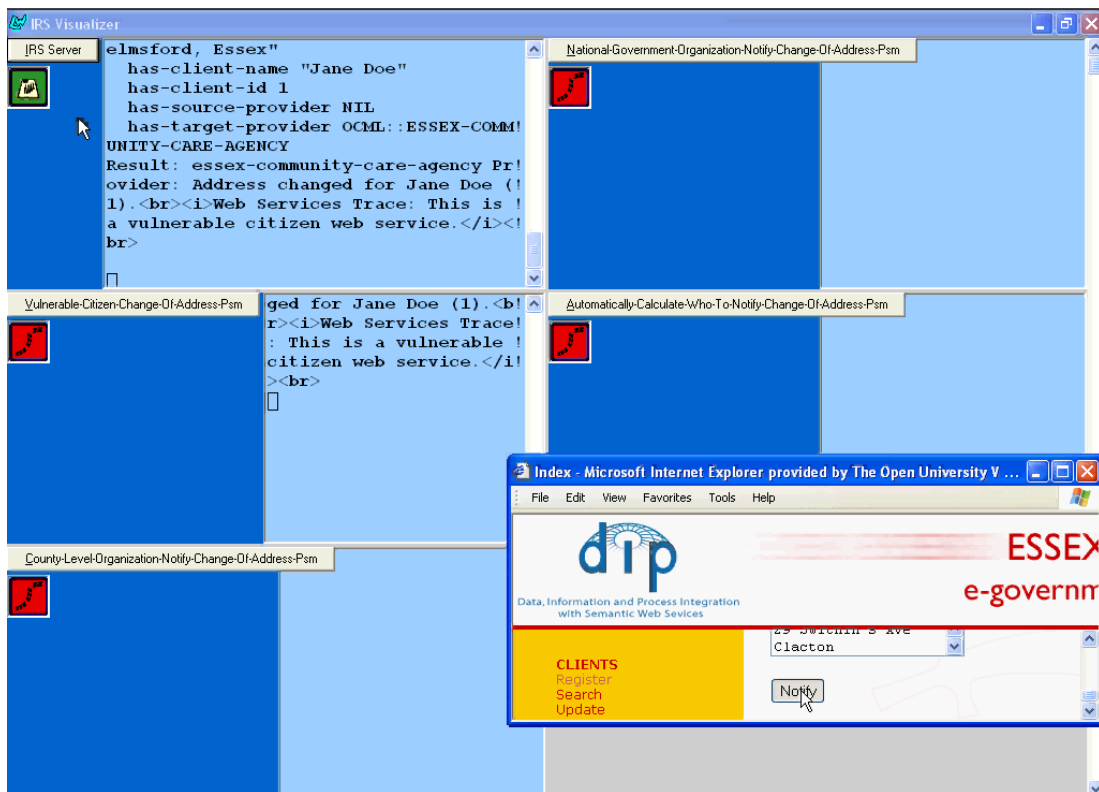 IRS Visualizer
IRS Server
elmsford, Essex"
has-client-name "Jane Doe"
has-client-id 1
has-source-provider NIL
has-target-provider OCML::ESSEX-COMM!
UNITY-CARE-AGENCY
Result: essex-community-care-agency Pr!
ovider: Address changed for Jane Doe (!
1).<br><i>Web Services Trace: This is !
a vulnerable citizen web service.</i><!
br>
National-Government-Organization-Notify-Change-Of-Address-Psm
Vulnerable-Citizen-Change-Of-Address-Psm
ged for Jane Doe (1).<b!
r><i>Web Services Trace!
: This is a vulnerable !
citizen web service.</i!
><br>
Automatically-Calculate-Who-To-Notify-Change-Of-Address-Psm
County-Level-Organization-Notify-Change-Of-Address-Psm
Index - Microsoft Internet Explorer provided by The Open University V ...
File Edit View Favorites Tools Help
dip
Data, Information and Process Integration
with Semantic Web Sevices
ESSEX
e-governm
29 Swithin's Ave
Clacton
CLIENTS
Register
Search
Update
Notify